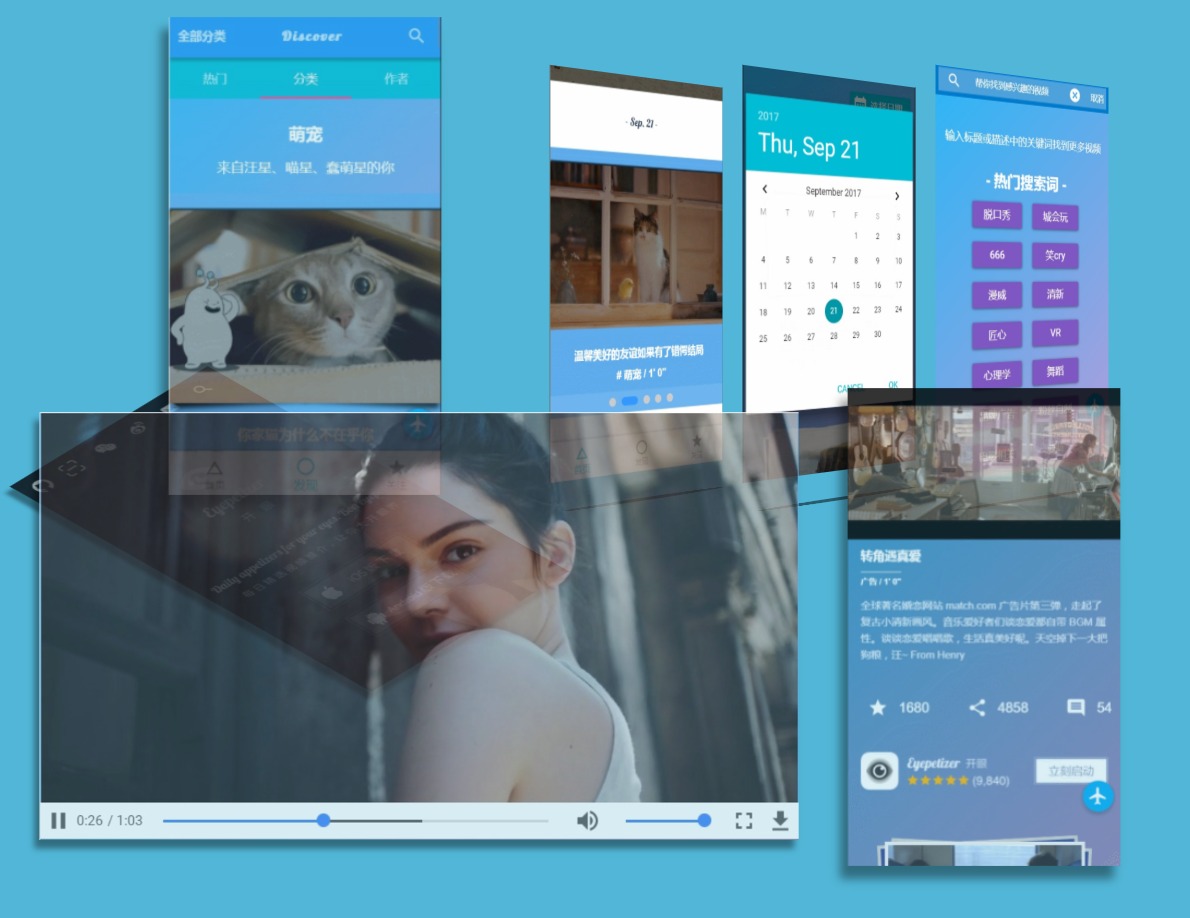 全部分类
Discover
热门
分类
作者
萌宠
来自汪星、喵星、蠢萌星的你
你家猫为什么不在乎你
发现
- Sep. 21 -
温馨美好的友谊如果有了错带结局
# 萌宠 / 1' 0"
选择日期
2017
Thu, Sep 21
September 2017
M T W T F S S
1 2 3
4 5 6 7 8 9 10
11 12 13 14 15 16 17
18 19 20 21 22 23 24
25 26 27 28 29 30
CANCEL OK
帮你找到感兴趣的视频
取消
输入标题或描述中的关键词找到更多视频
- 热门搜索词 -
脱口秀
城会玩
666
笑cry
漫威
清新
匠心
VR
心理学
舞蹈
Daily appetizers for your eyes
0:26 / 1:03
转角遇真爱
广告 / 1' 0"
全球著名婚恋网站 match.com 广告片第三弹，走起了
复古小清新画风。音乐爱好者们谈恋爱都自带 BGM 属
性。谈谈恋爱唱唱歌，生活真美好呢。天空掉下一大把
狗粮，汪~ From Henry
1680
4858
54
Eyepetizer 开眼
(9,840)
立刻启动